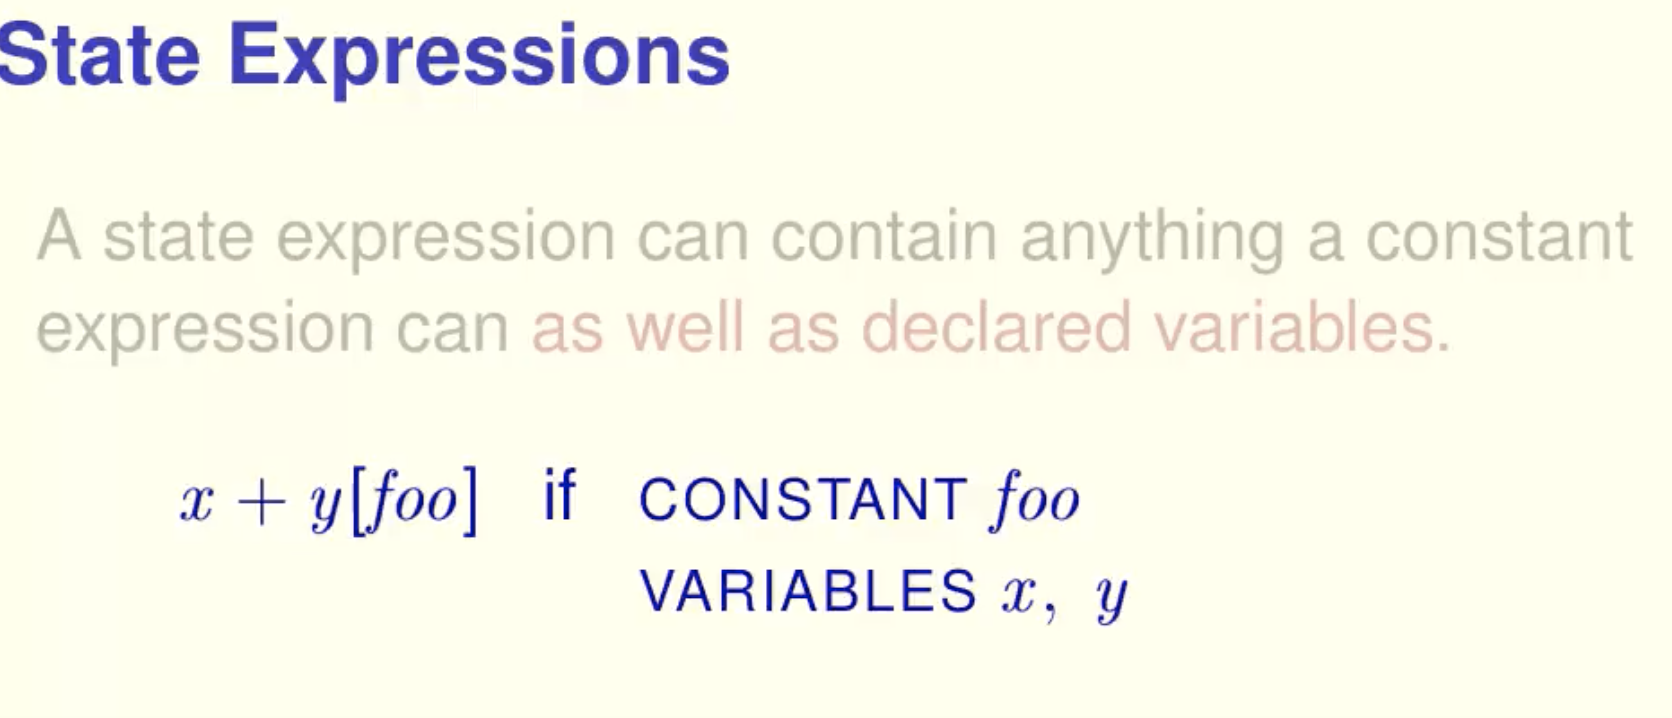 State Expressions
A state expression can contain anything a constant
expression can as well as declared variables.
x + y[foo] if CONSTANT foo
VARIABLES x, y